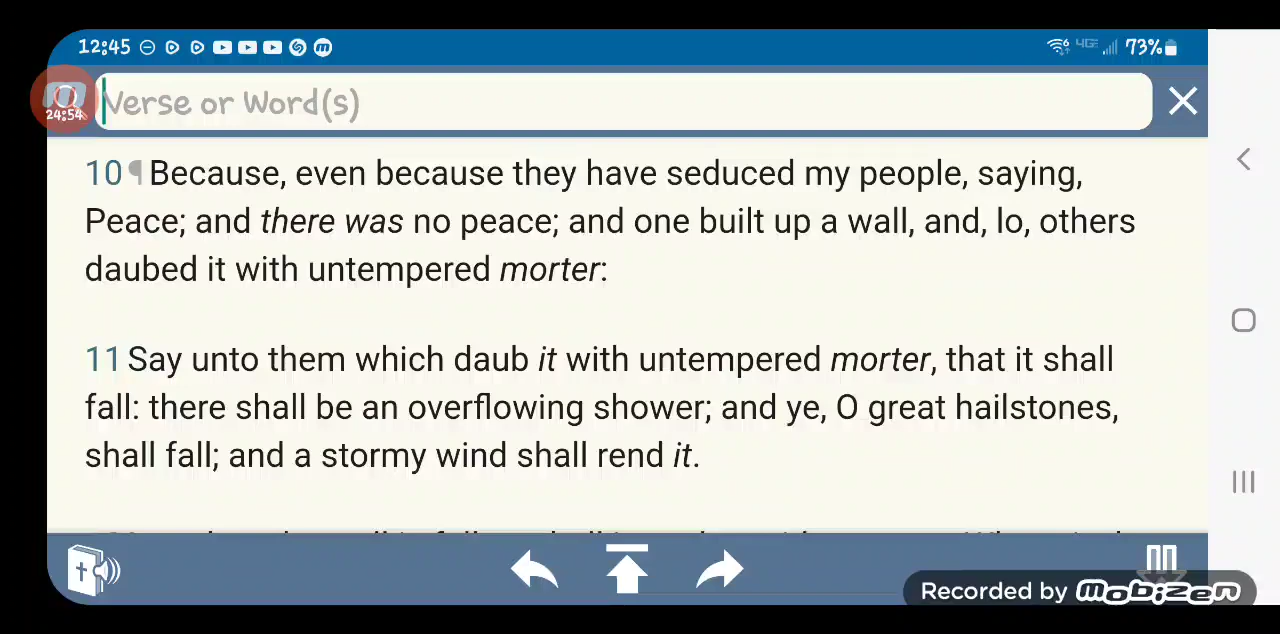 12:45 73%
24:54 Verse or Word(s)
10 ¶ Because, even because they have seduced my people, saying,
Peace; and there was no peace; and one built up a wall, and, lo, others
daubed it with untempered morter:
11 Say unto them which daub it with untempered morter, that it shall
fall: there shall be an overflowing shower; and ye, O great hailstones,
shall fall; and a stormy wind shall rend it.
Recorded by mobizen